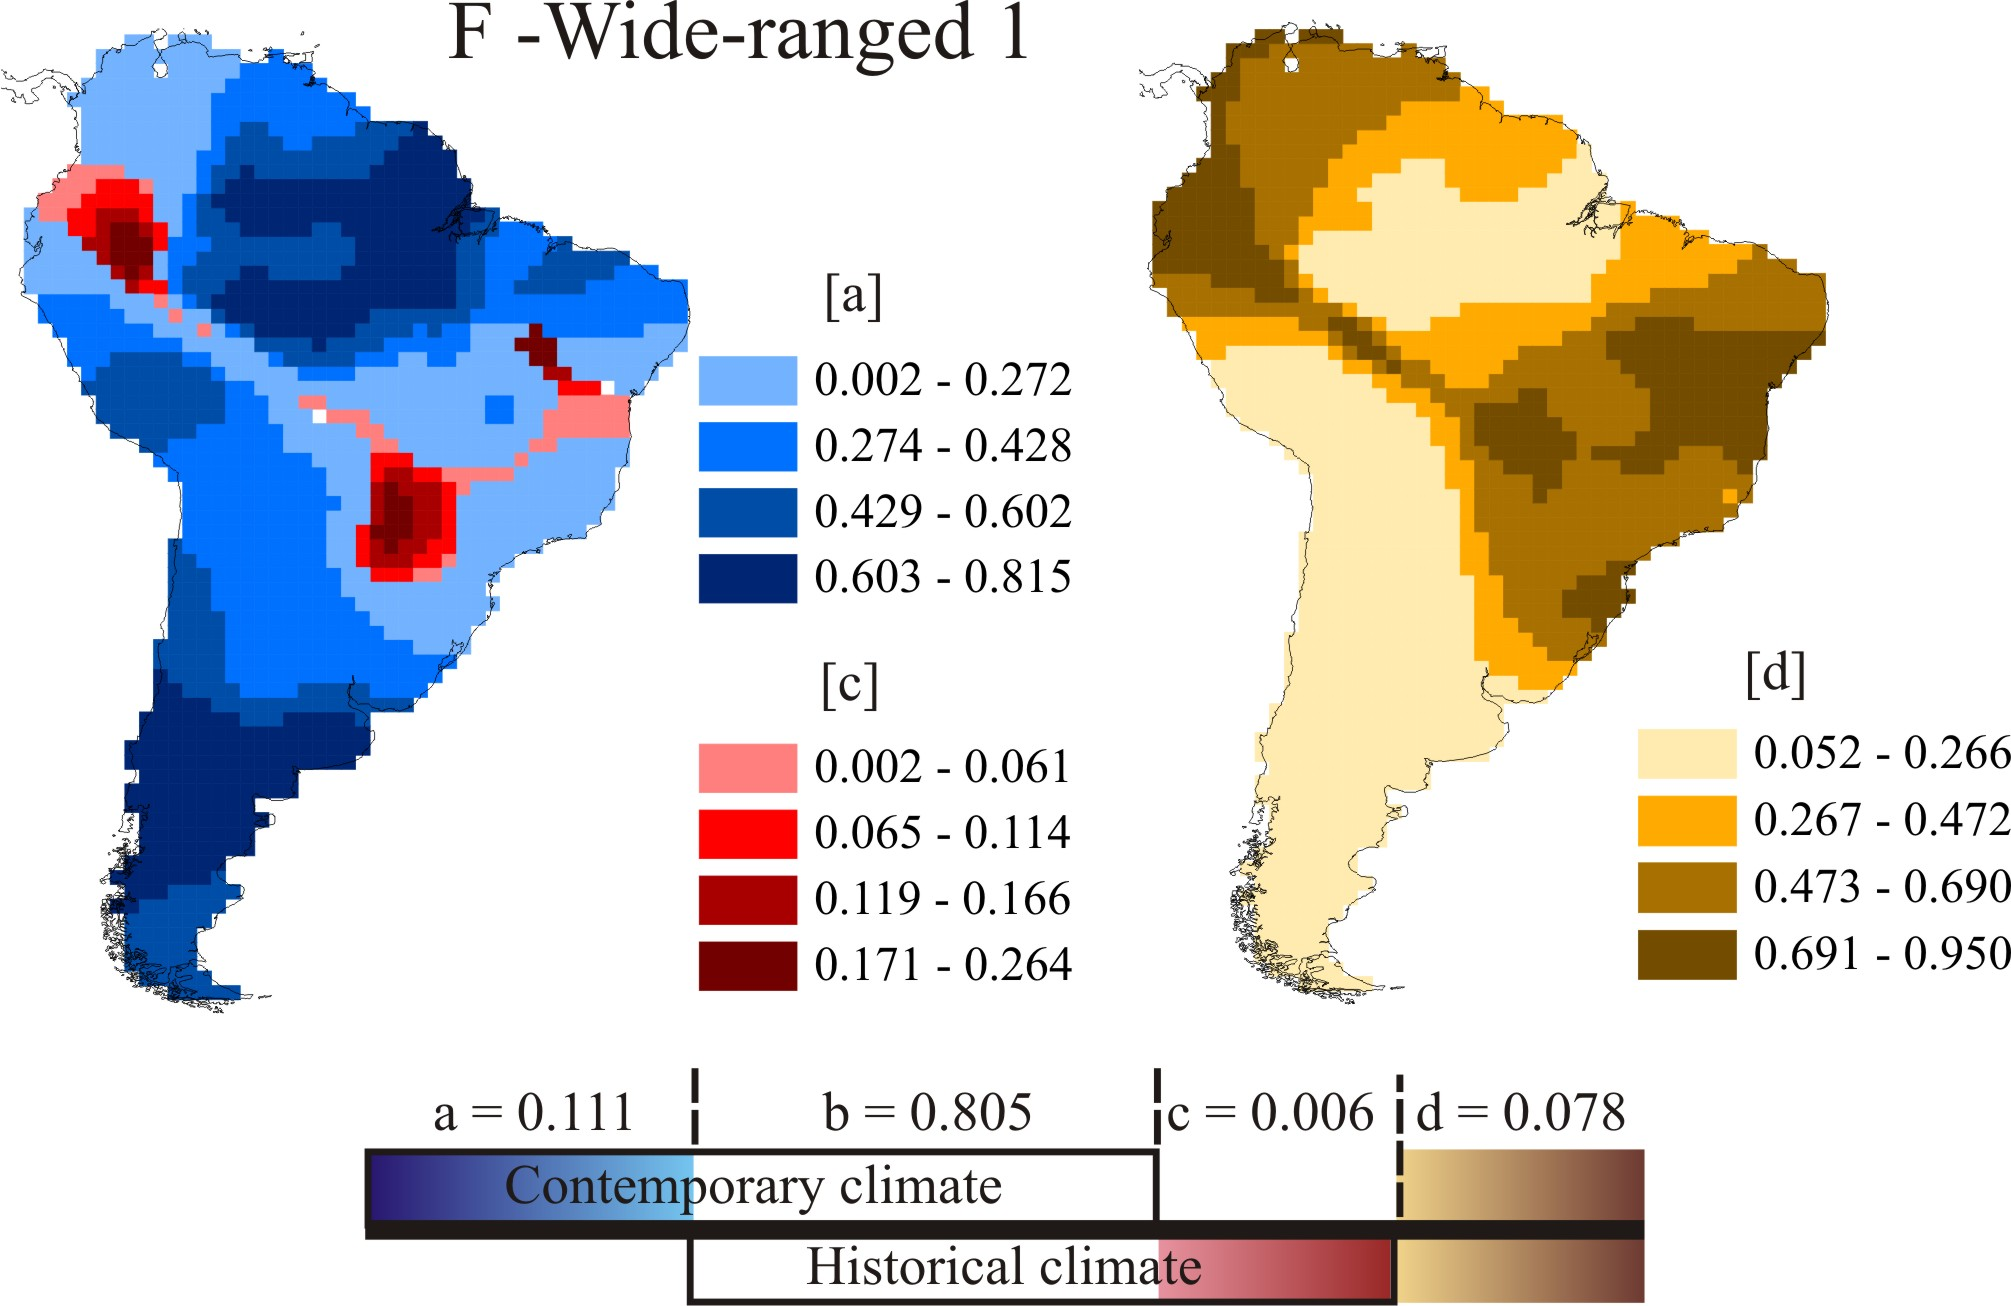 F -Wide-ranged 1
[a]
0.002 - 0.272
0.274 - 0.428
0.429 - 0.602
0.603 - 0.815
[c]
0.002 - 0.061
0.065 - 0.114
0.119 - 0.166
0.171 - 0.264
[d]
0.052 - 0.266
0.267 - 0.472
0.473 - 0.690
0.691 - 0.950
a = 0.111 b = 0.805 c = 0.006 d = 0.078
Contemporary climate
Historical climate